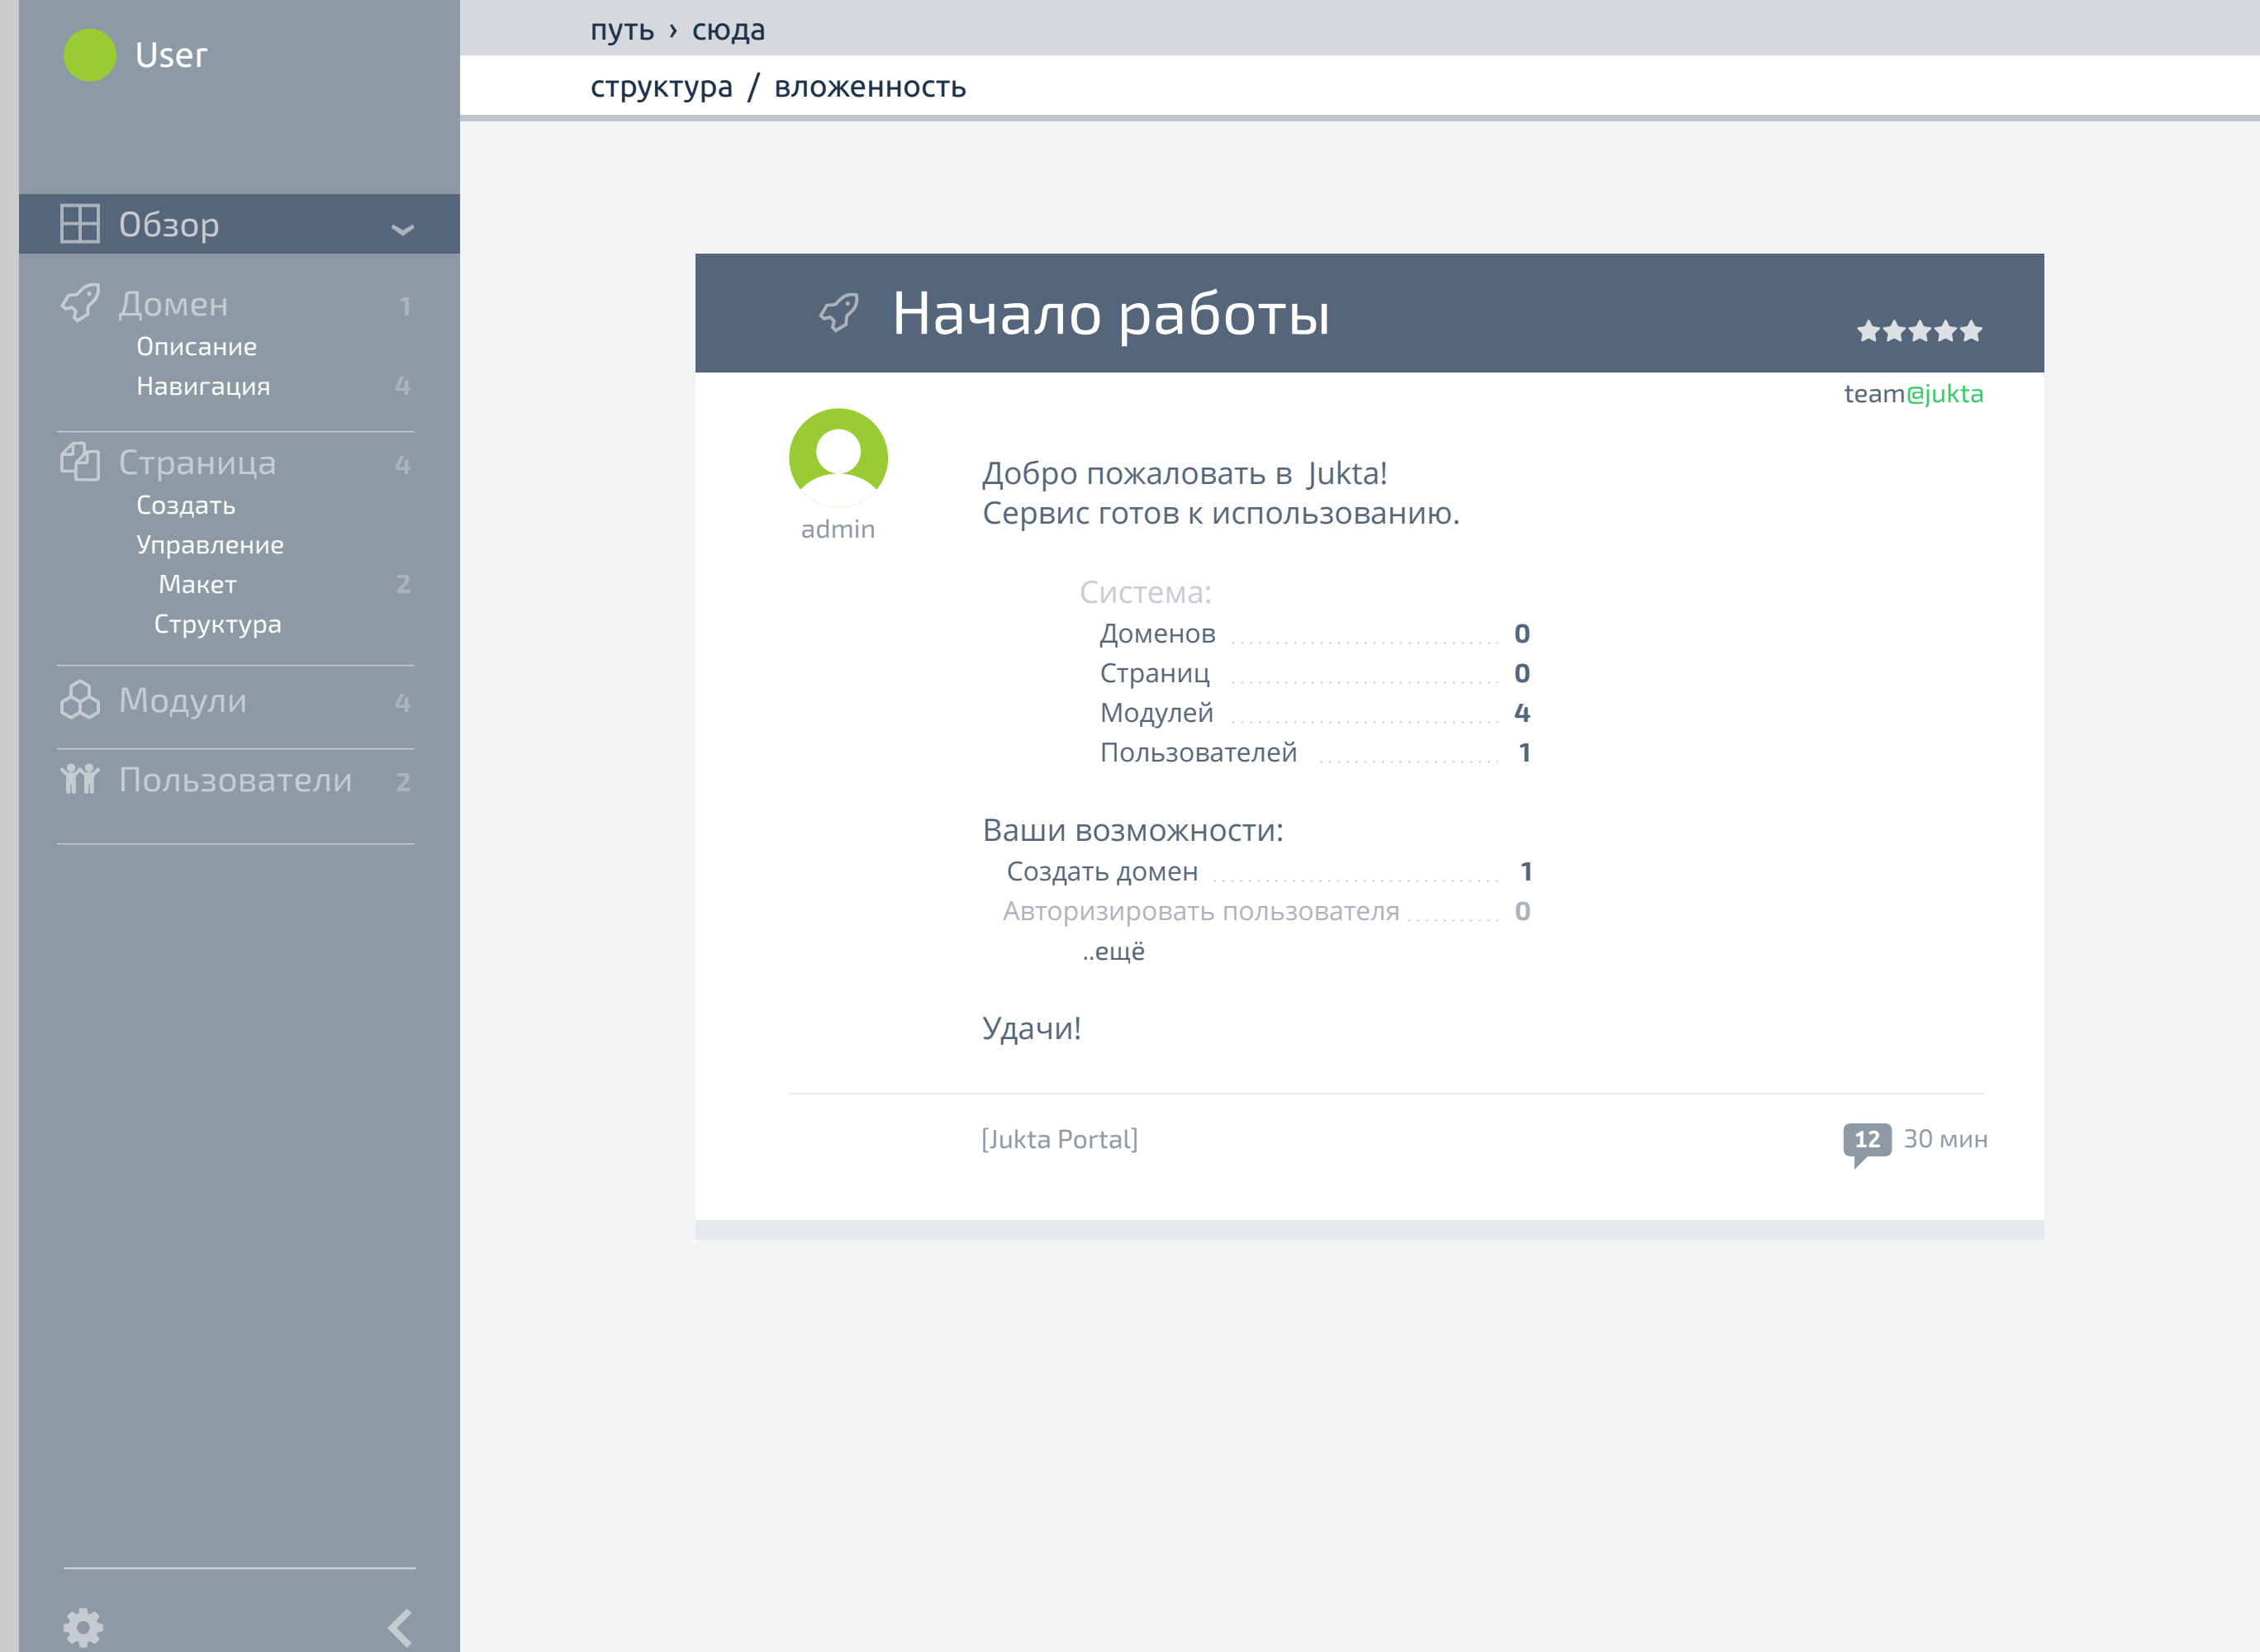 User
путь › сюда
структура / вложенность
Обзор
Домен 1
Описание
Навигация 4
Страница 4
Создать
Управление
Макет 2
Структура
Модули 4
Пользователи 2
Начало работы
team@jukta
admin
Добро пожаловать в Jukta!
Сервис готов к использованию.
Система:
Доменов 0
Страниц 0
Модулей 4
Пользователей 1
Ваши возможности:
Создать домен 1
Авторизировать пользователя 0
..ещё
Удачи!
[Jukta Portal]
12 30 мин